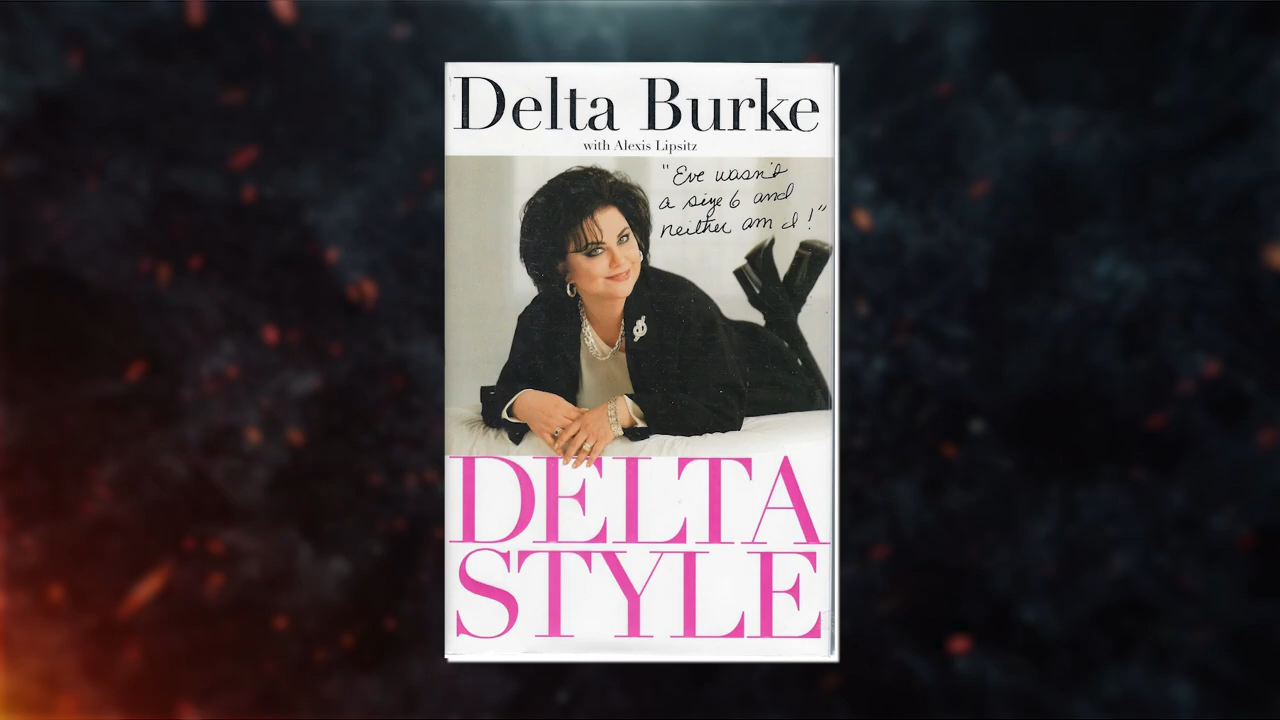 Delta Burke
with Alexis Lipsitz
"Eve wasn't
a size 6 and
neither am I!"
DELTA
STYLE